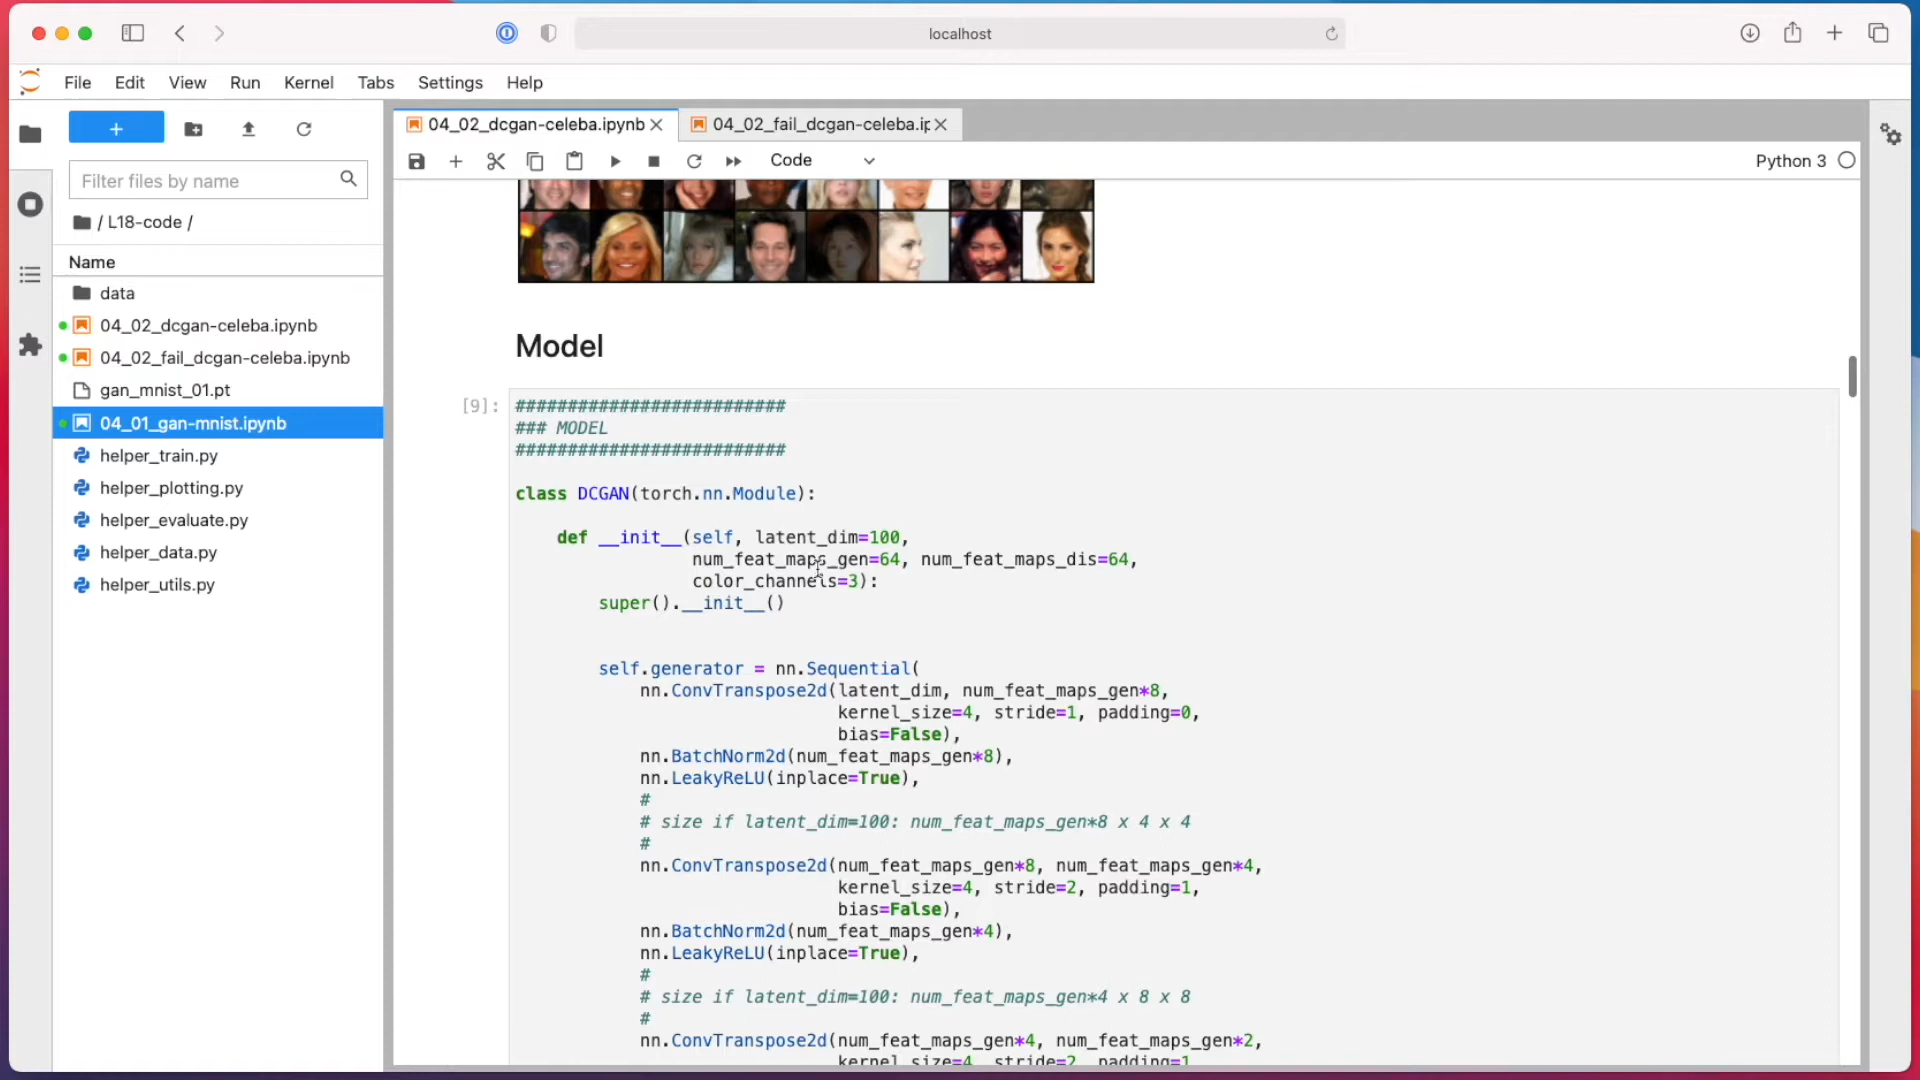 localhost
File Edit View Run Kernel Tabs Settings Help
04_02_dcgan-celeba.ipynb
04_02_fail_dcgan-celeba.ip
Code
Python 3
Filter files by name
/ L18-code /
Name
data
04_02_dcgan-celeba.ipynb
04_02_fail_dcgan-celeba.ipynb
gan_mnist_01.pt
04_01_gan-mnist.ipynb
helper_train.py
helper_plotting.py
helper_evaluate.py
helper_data.py
helper_utils.py
Model
[9]:
##########################
### MODEL
##########################
class DCGAN(torch.nn.Module):
def __init__(self, latent_dim=100,
num_feat_maps_gen=64, num_feat_maps_dis=64,
color_channels=3):
super().__init__()
self.generator = nn.Sequential(
nn.ConvTranspose2d(latent_dim, num_feat_maps_gen*8,
kernel_size=4, stride=1, padding=0,
bias=False),
nn.BatchNorm2d(num_feat_maps_gen*8),
nn.LeakyReLU(inplace=True),
#
# size if latent_dim=100: num_feat_maps_gen*8 x 4 x 4
#
nn.ConvTranspose2d(num_feat_maps_gen*8, num_feat_maps_gen*4,
kernel_size=4, stride=2, padding=1,
bias=False),
nn.BatchNorm2d(num_feat_maps_gen*4),
nn.LeakyReLU(inplace=True),
#
# size if latent_dim=100: num_feat_maps_gen*4 x 8 x 8
#
nn.ConvTranspose2d(num_feat_maps_gen*4, num_feat_maps_gen*2,
kernel_size=4, stride=2, padding=1,